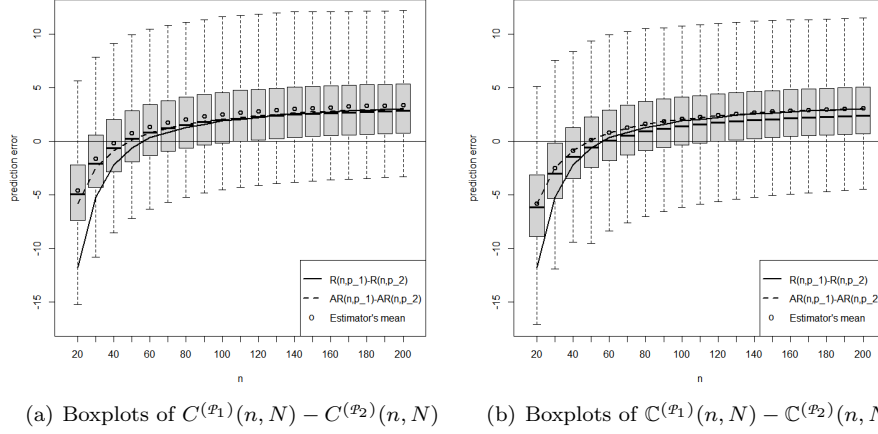 10
5
0
-5
-10
-15
prediction error
R(n,p_1)-R(n,p_2)
AR(n,p_1)-AR(n,p_2)
Estimator's mean
20 40 60 80 100 120 140 160 180 200
n
(a) Boxplots of C^{(p_1)}(n, N) − C^{(p_2)}(n, N)
10
5
0
-5
-10
-15
prediction error
R(n,p_1)-R(n,p_2)
AR(n,p_1)-AR(n,p_2
Estimator's mean
20 40 60 80 100 120 140 160 180 200
n
(b) Boxplots of ℂ^{(p_1)}(n, N) − ℂ^{(p_2)}(n, N